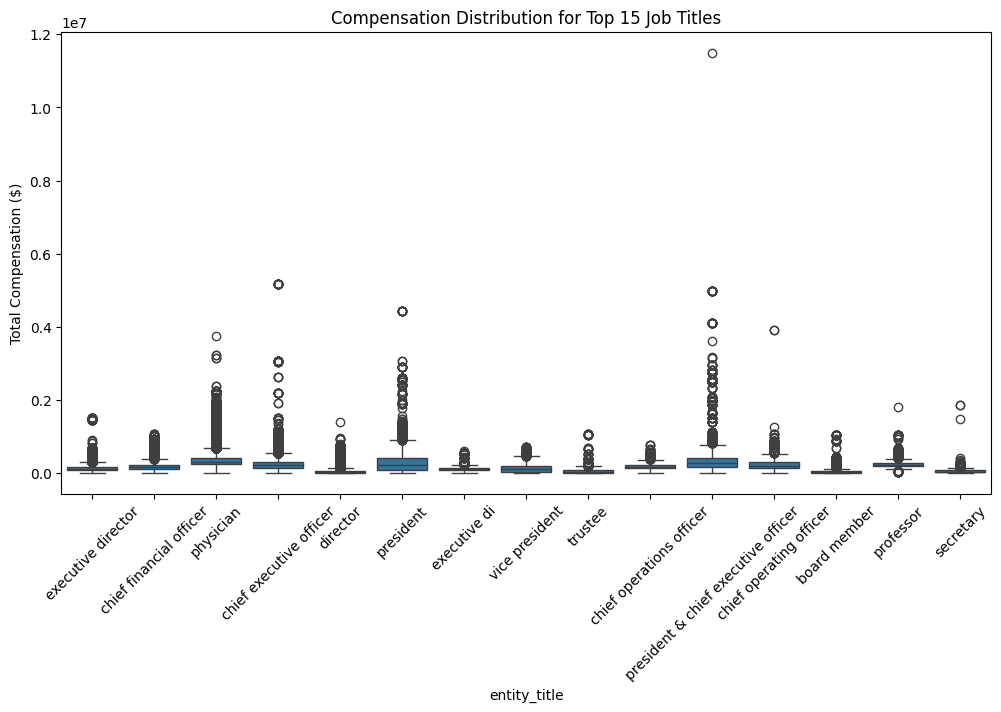 Compensation Distribution for Top 15 Job Titles
1e7
1.2
1.0
0.8
0.6
0.4
0.2
0.0
Total Compensation ($)
executive director
chief financial officer
physician
chief executive officer
director
president
executive di
vice president
trustee
chief operations officer
president & chief executive officer
chief operating officer
board member
professor
secretary
entity_title